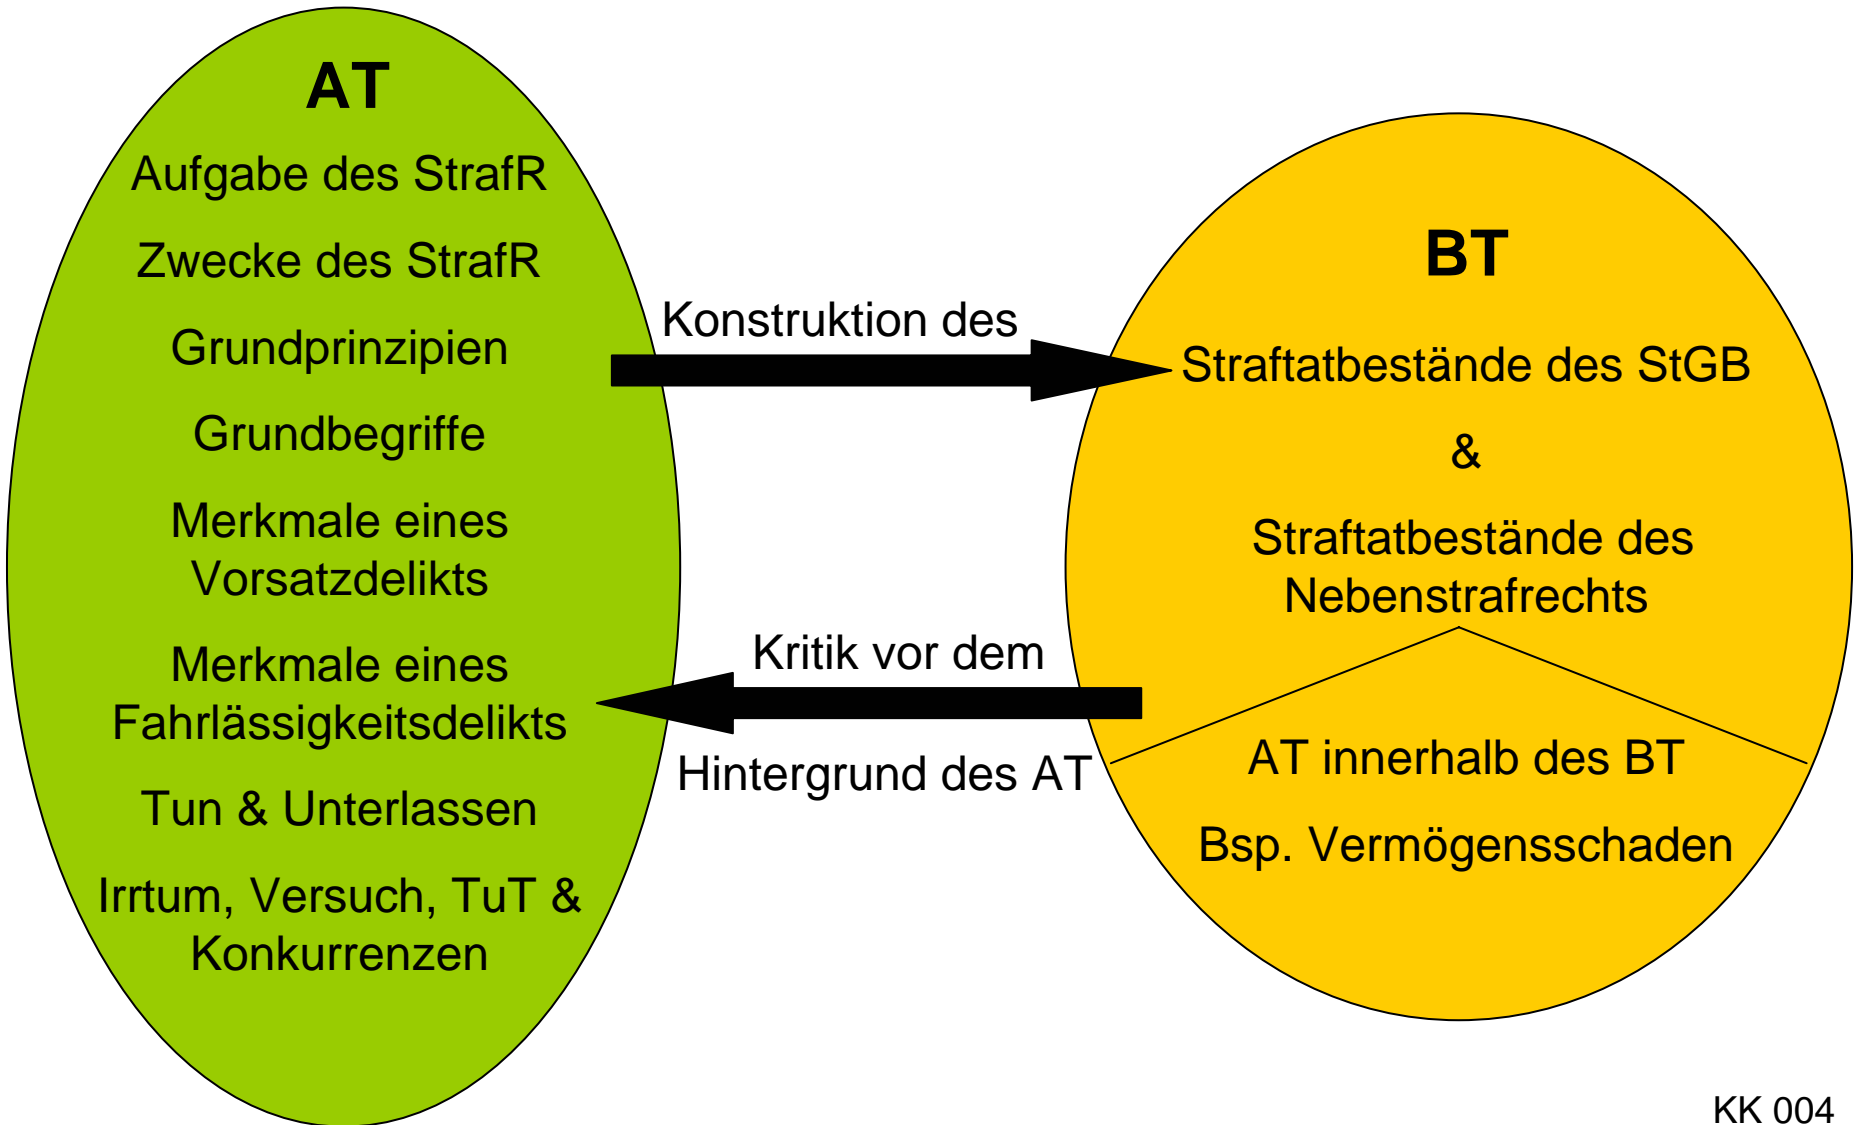 AT
Aufgabe des StrafR
Zwecke des StrafR
Grundprinzipien
Grundbegriffe
Merkmale eines
Vorsatzdelikts
Merkmale eines
Fahrlässigkeitsdelikts
Tun & Unterlassen
Irrtum, Versuch, TuT &
Konkurrenzen
Konstruktion des
Kritik vor dem
Hintergrund des AT
BT
Straftatbestände des StGB
&
Straftatbestände des
Nebenstrafrechts
AT innerhalb des BT
Bsp. Vermögensschaden
KK 004